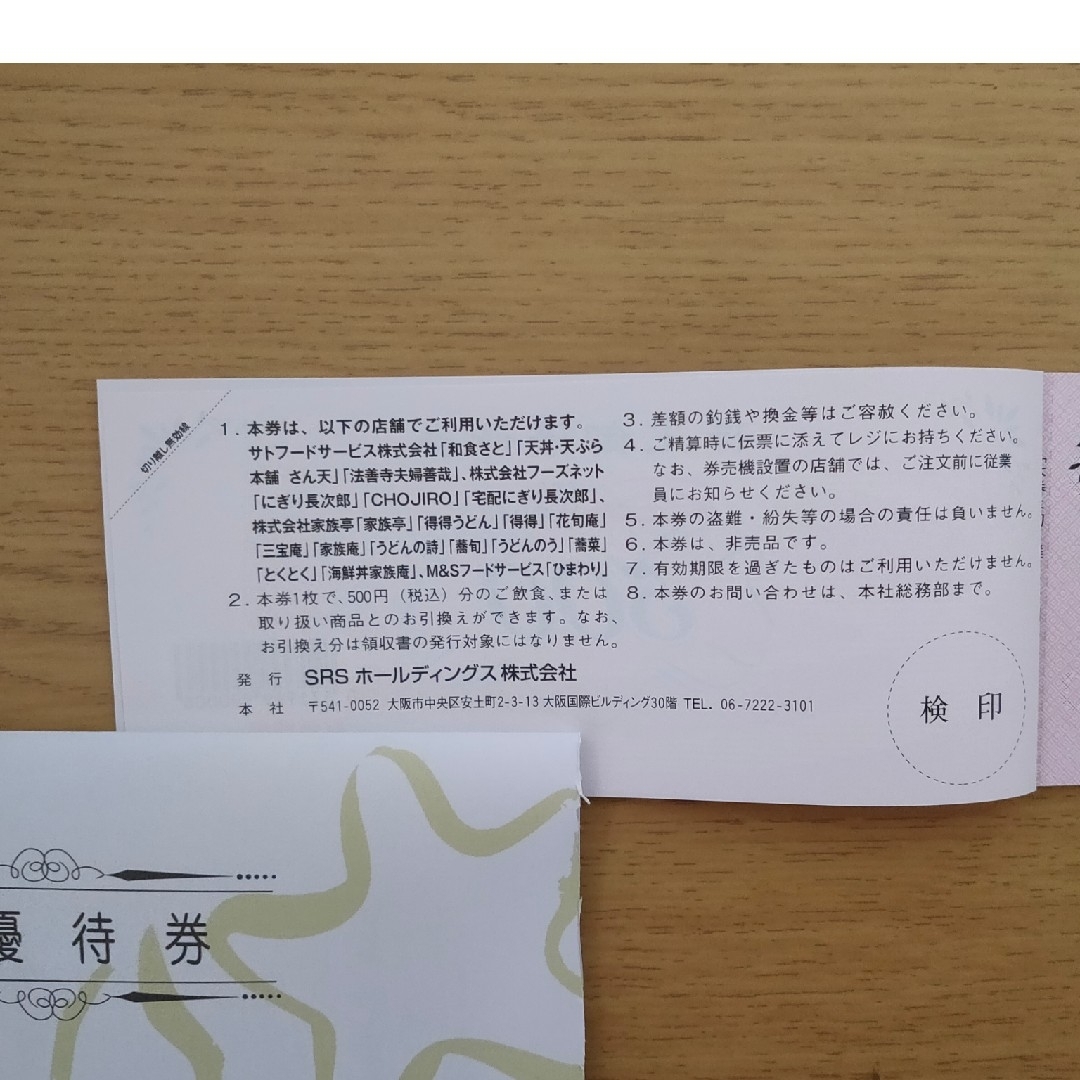 切り離し無効線
1. 本券は、以下の店舗でご利用いただけます。
サトフードサービス株式会社「和食さと」「天丼・天ぷら
本舗 さん天」「法善寺夫婦善哉」、株式会社フーズネット
「にぎり長次郎」「CHOJIRO」「宅配にぎり長次郎」、
株式会社家族亭「家族亭」「得得うどん」「得得」「花旬庵」
「三宝庵」「家族庵」「うどんの詩」「蕎旬」「うどんのう」「蕎菜」
「とくとく」「海鮮丼家族庵」、M&Sフードサービス「ひまわり」
2. 本券1枚で、500円（税込）分のご飲食、または
取り扱い商品とのお引換えができます。なお、
お引換え分は領収書の発行対象にはなりません。
3. 差額の釣銭や換金等はご容赦ください。
4. ご精算時に伝票に添えてレジにお持ちください。
なお、券売機設置の店舗では、ご注文前に従業
員にお知らせください。
5. 本券の盗難・紛失等の場合の責任は負いません。
6. 本券は、非売品です。
7. 有効期限を過ぎたものはご利用いただけません。
8. 本券のお問い合わせは、本社総務部まで。
発 行 SRSホールディングス株式会社
本 社 〒541-0052 大阪市中央区安土町2-3-13 大阪国際ビルディング30階 TEL. 06-7222-3101
検 印
優 待 券